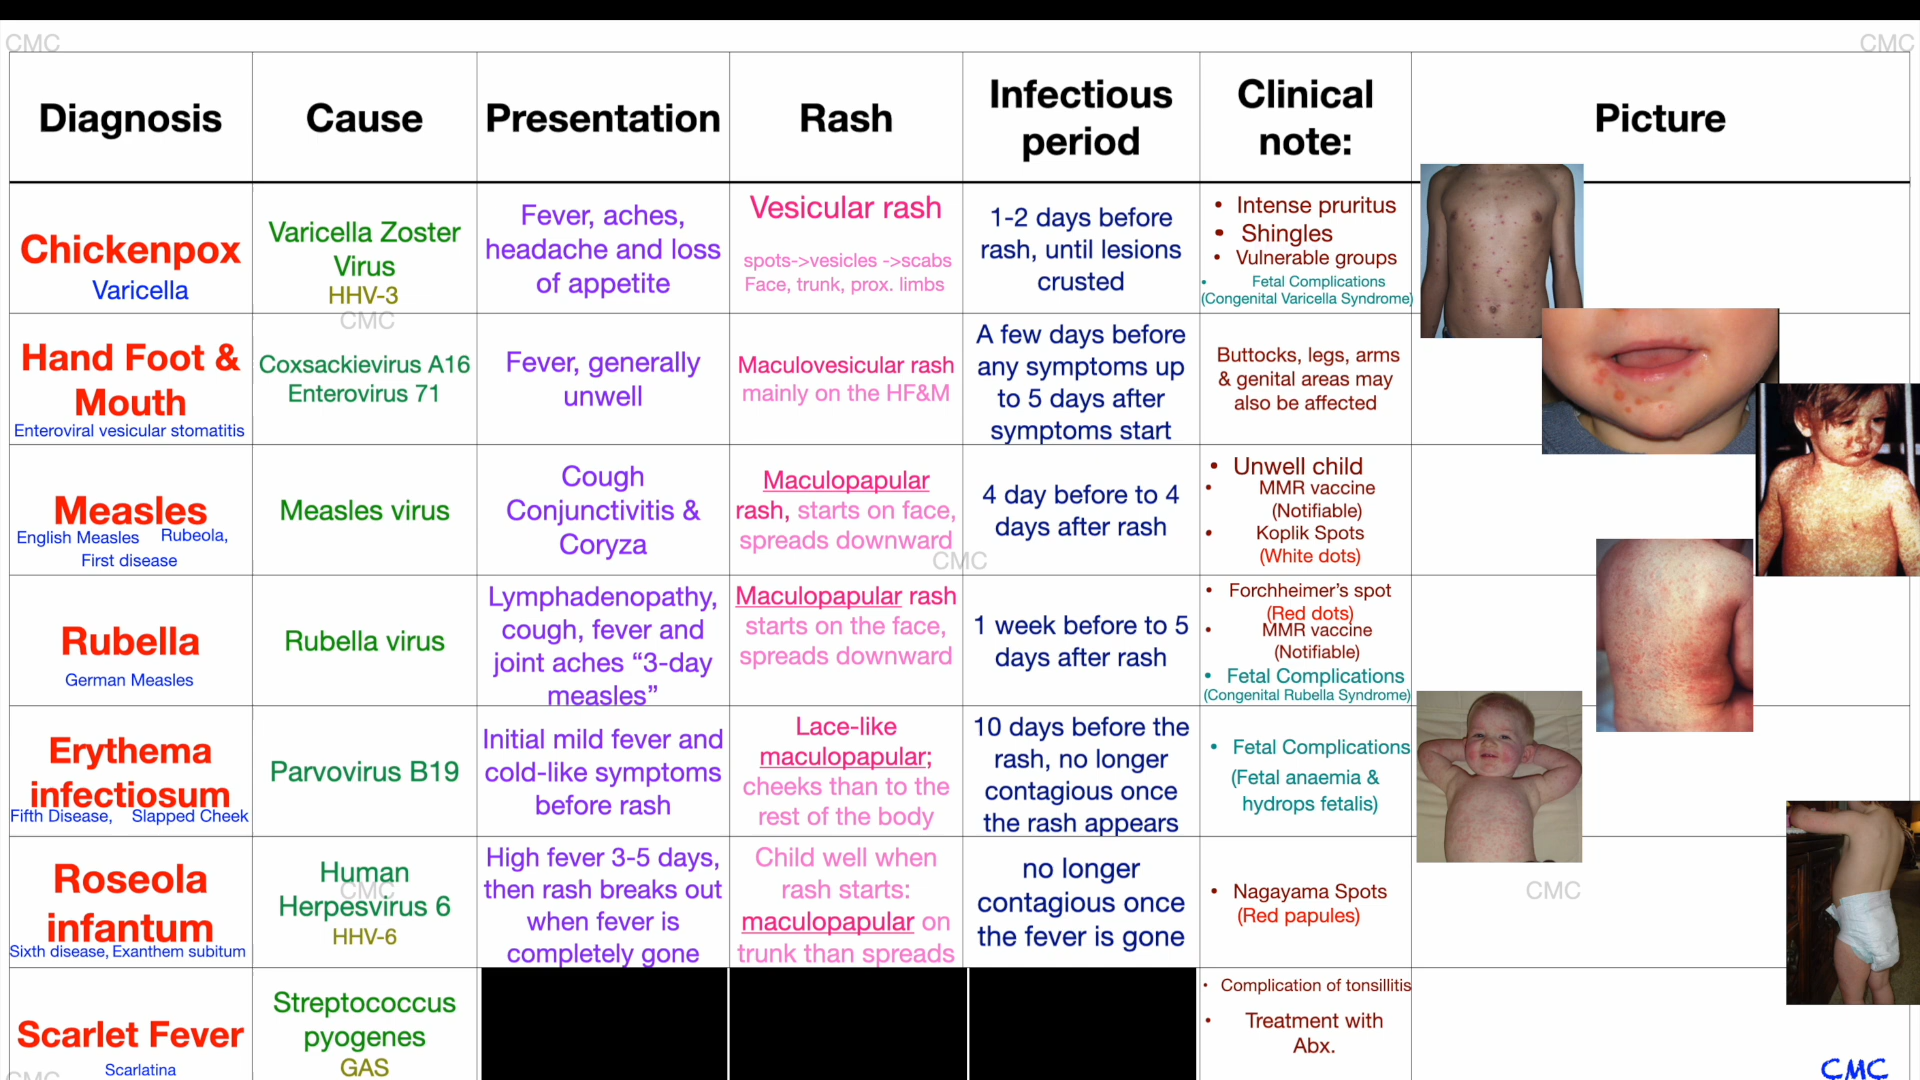 CMC
CMC
Diagnosis
Cause
Presentation
Rash
Infectious
period
Clinical
note:
Picture
Chickenpox
Varicella
Varicella Zoster
Virus
HHV-3
CMC
Fever, aches,
headache and loss
of appetite
Vesicular rash
spots->vesicles ->scabs
Face, trunk, prox. limbs
1-2 days before
rash, until lesions
crusted
• Intense pruritus
• Shingles
• Vulnerable groups
• Fetal Complications
(Congenital Varicella Syndrome)
Hand Foot &
Mouth
Enteroviral vesicular stomatitis
Coxsackievirus A16
Enterovirus 71
Fever, generally
unwell
Maculovesicular rash
mainly on the HF&M
A few days before
any symptoms up
to 5 days after
symptoms start
Buttocks, legs, arms
& genital areas may
also be affected
Measles
English Measles Rubeola,
First disease
Measles virus
Cough
Conjunctivitis &
Coryza
Maculopapular
rash, starts on face,
spreads downward
CMC
4 day before to 4
days after rash
• Unwell child
• MMR vaccine
(Notifiable)
• Koplik Spots
(White dots)
Rubella
German Measles
Rubella virus
Lymphadenopathy,
cough, fever and
joint aches “3-day
measles”
Maculopapular rash
starts on the face,
spreads downward
1 week before to 5
days after rash
• Forchheimer’s spot
(Red dots)
• MMR vaccine
(Notifiable)
• Fetal Complications
(Congenital Rubella Syndrome)
Erythema
infectiosum
Fifth Disease, Slapped Cheek
Parvovirus B19
Initial mild fever and
cold-like symptoms
before rash
Lace-like
maculopapular;
cheeks than to the
rest of the body
10 days before the
rash, no longer
contagious once
the rash appears
• Fetal Complications
(Fetal anaemia &
hydrops fetalis)
Roseola
infantum
Sixth disease, Exanthem subitum
Human
CMC
Herpesvirus 6
HHV-6
High fever 3-5 days,
then rash breaks out
when fever is
completely gone
Child well when
rash starts:
maculopapular on
trunk than spreads
no longer
contagious once
the fever is gone
• Nagayama Spots
(Red papules)
CMC
Scarlet Fever
Scarlatina
CMC
Streptococcus
pyogenes
GAS
• Complication of tonsillitis
• Treatment with
Abx.
CMC